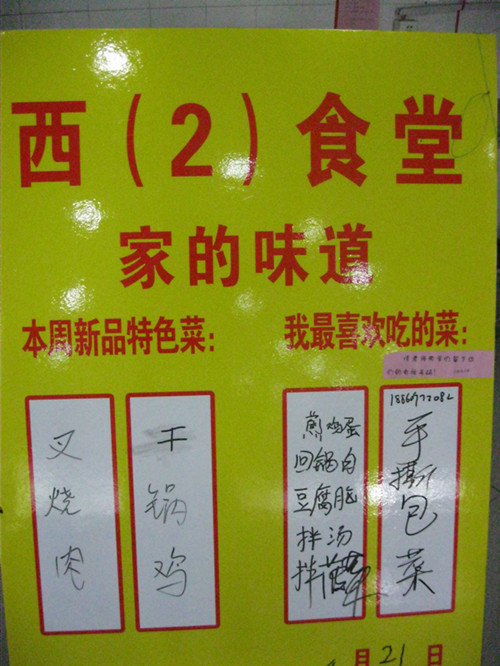 西（2）食堂
家的味道
本周新品特色菜：
我最喜欢吃的菜：
叉烧肉
干锅鸡
煎鸡蛋
回锅肉
豆腐脑
拌汤
手撕包菜
月21日